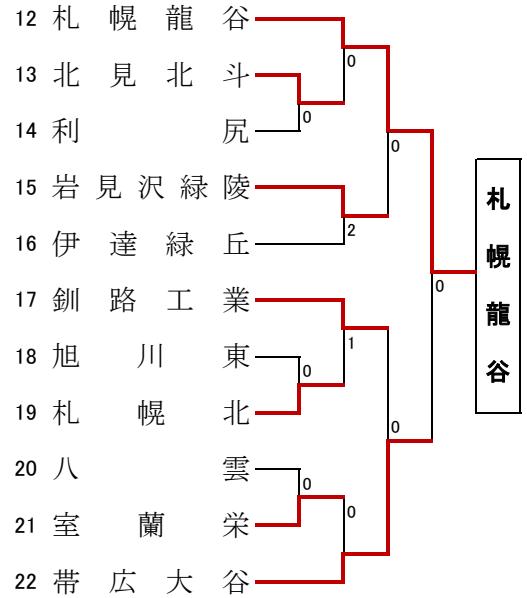 12 札幌龍谷
0
13 北見北斗
0
14 利尻
0
15 岩見沢緑陵
2
16 伊達緑丘
0
札幌龍谷
17 釧路工業
1
18 旭川東
0
19 札幌北
0
20 八雲
0
21 室蘭栄
0
22 帯広大谷